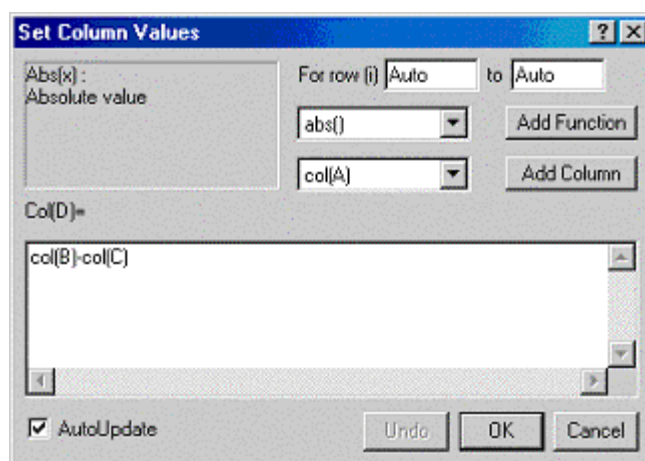 Set Column Values
Abs(x) :
Absolute value
For row (i) Auto to Auto
abs() Add Function
col(A) Add Column
Col(D)=
col(B)-col(C)
AutoUpdate Undo OK Cancel